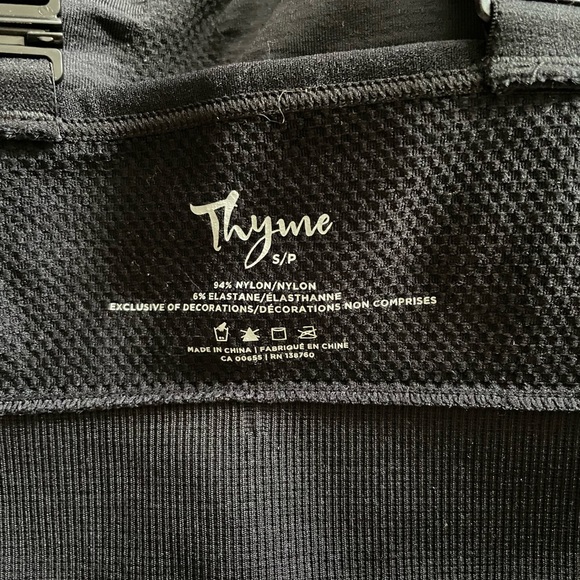 Thyme
S/P
94% NYLON/NYLON
6% ELASTANE/ÉLASTHANNE
EXCLUSIVE OF DECORATIONS/DÉCORATIONS NON COMPRISES
MADE IN CHINA | FABRIQUÉ EN CHINE
CA 00655 | RN 138760